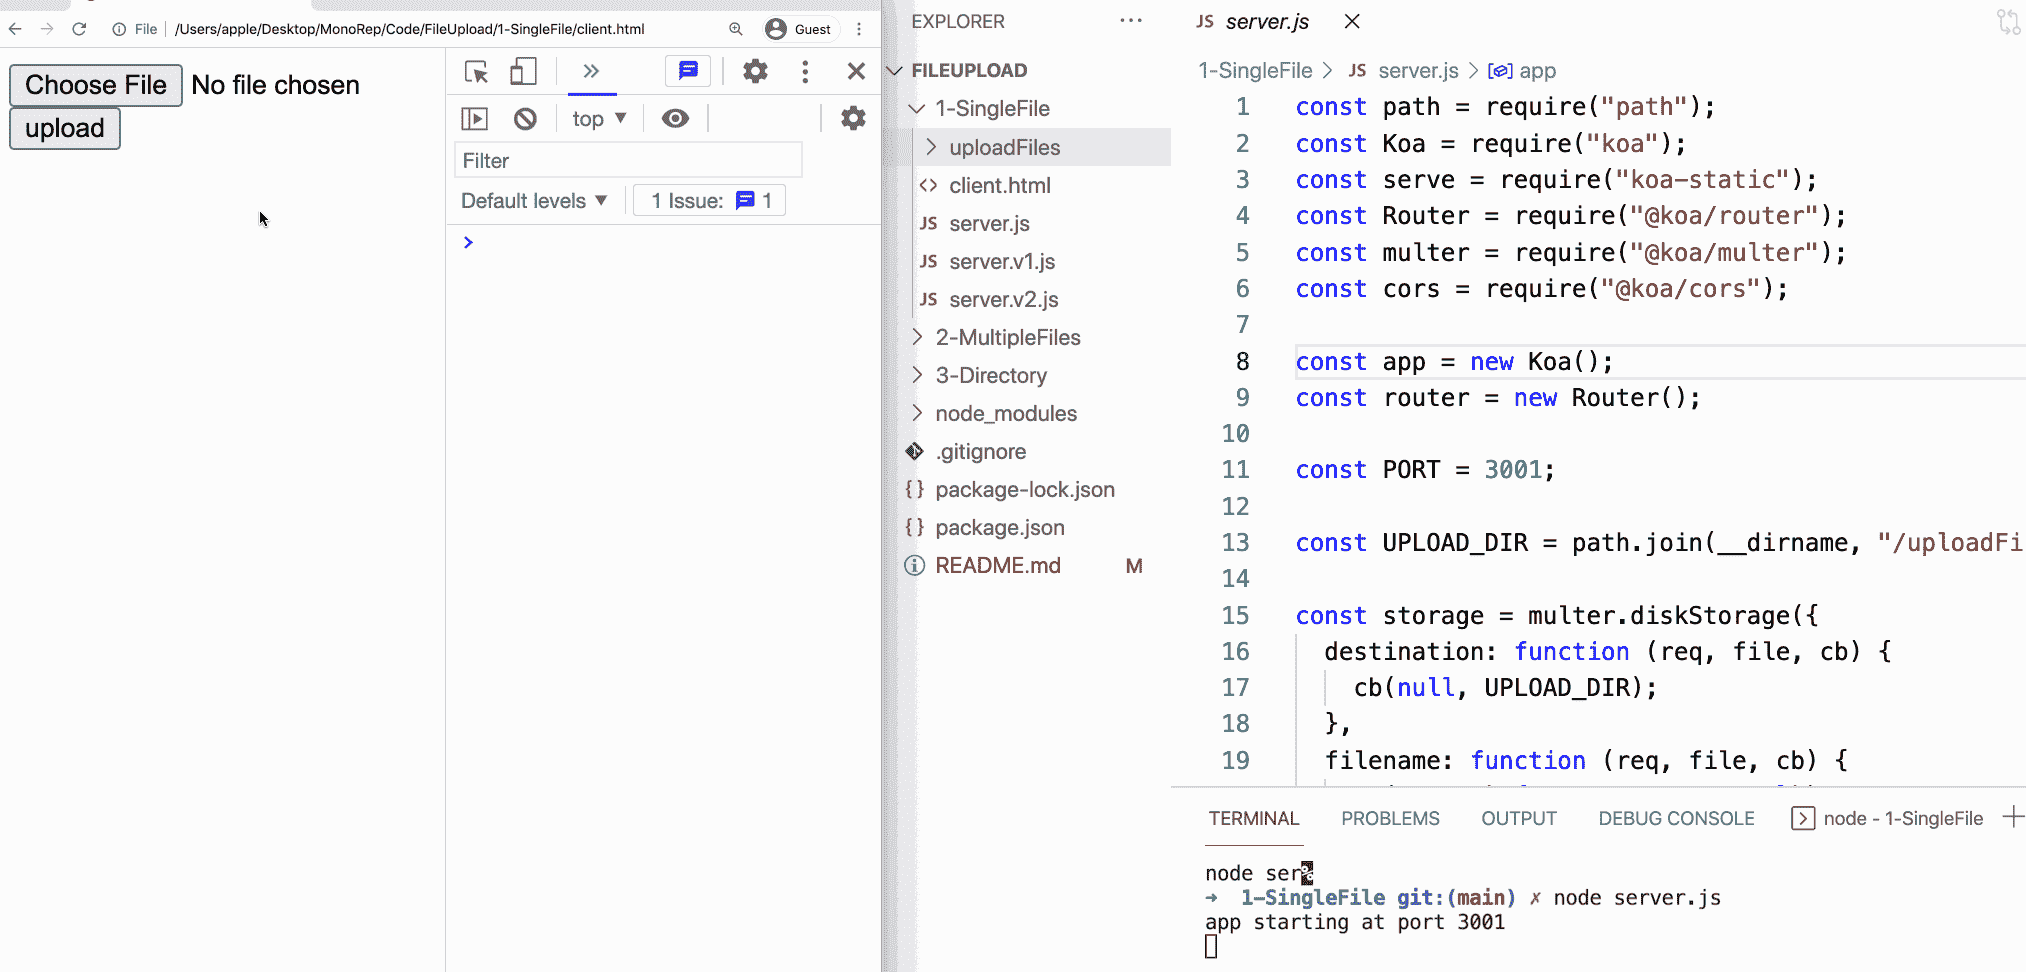 File /Users/apple/Desktop/MonoRep/Code/FileUpload/1-SingleFile/client.html Guest
Choose File No file chosen
upload
top
Filter
Default levels 1 Issue: 1
EXPLORER
FILEUPLOAD
1-SingleFile
uploadFiles
client.html
JS server.js
JS server.v1.js
JS server.v2.js
2-MultipleFiles
3-Directory
node_modules
.gitignore
{} package-lock.json
{} package.json
README.md M
JS server.js
1-SingleFile > JS server.js > app
1 const path = require("path");
2 const Koa = require("koa");
3 const serve = require("koa-static");
4 const Router = require("@koa/router");
5 const multer = require("@koa/multer");
6 const cors = require("@koa/cors");
7
8 const app = new Koa();
9 const router = new Router();
10
11 const PORT = 3001;
12
13 const UPLOAD_DIR = path.join(__dirname, "/uploadFi
14
15 const storage = multer.diskStorage({
16 destination: function (req, file, cb) {
17 cb(null, UPLOAD_DIR);
18 },
19 filename: function (req, file, cb) {
TERMINAL PROBLEMS OUTPUT DEBUG CONSOLE node - 1-SingleFile
node ser%
→ 1-SingleFile git:(main) ✗ node server.js
app starting at port 3001